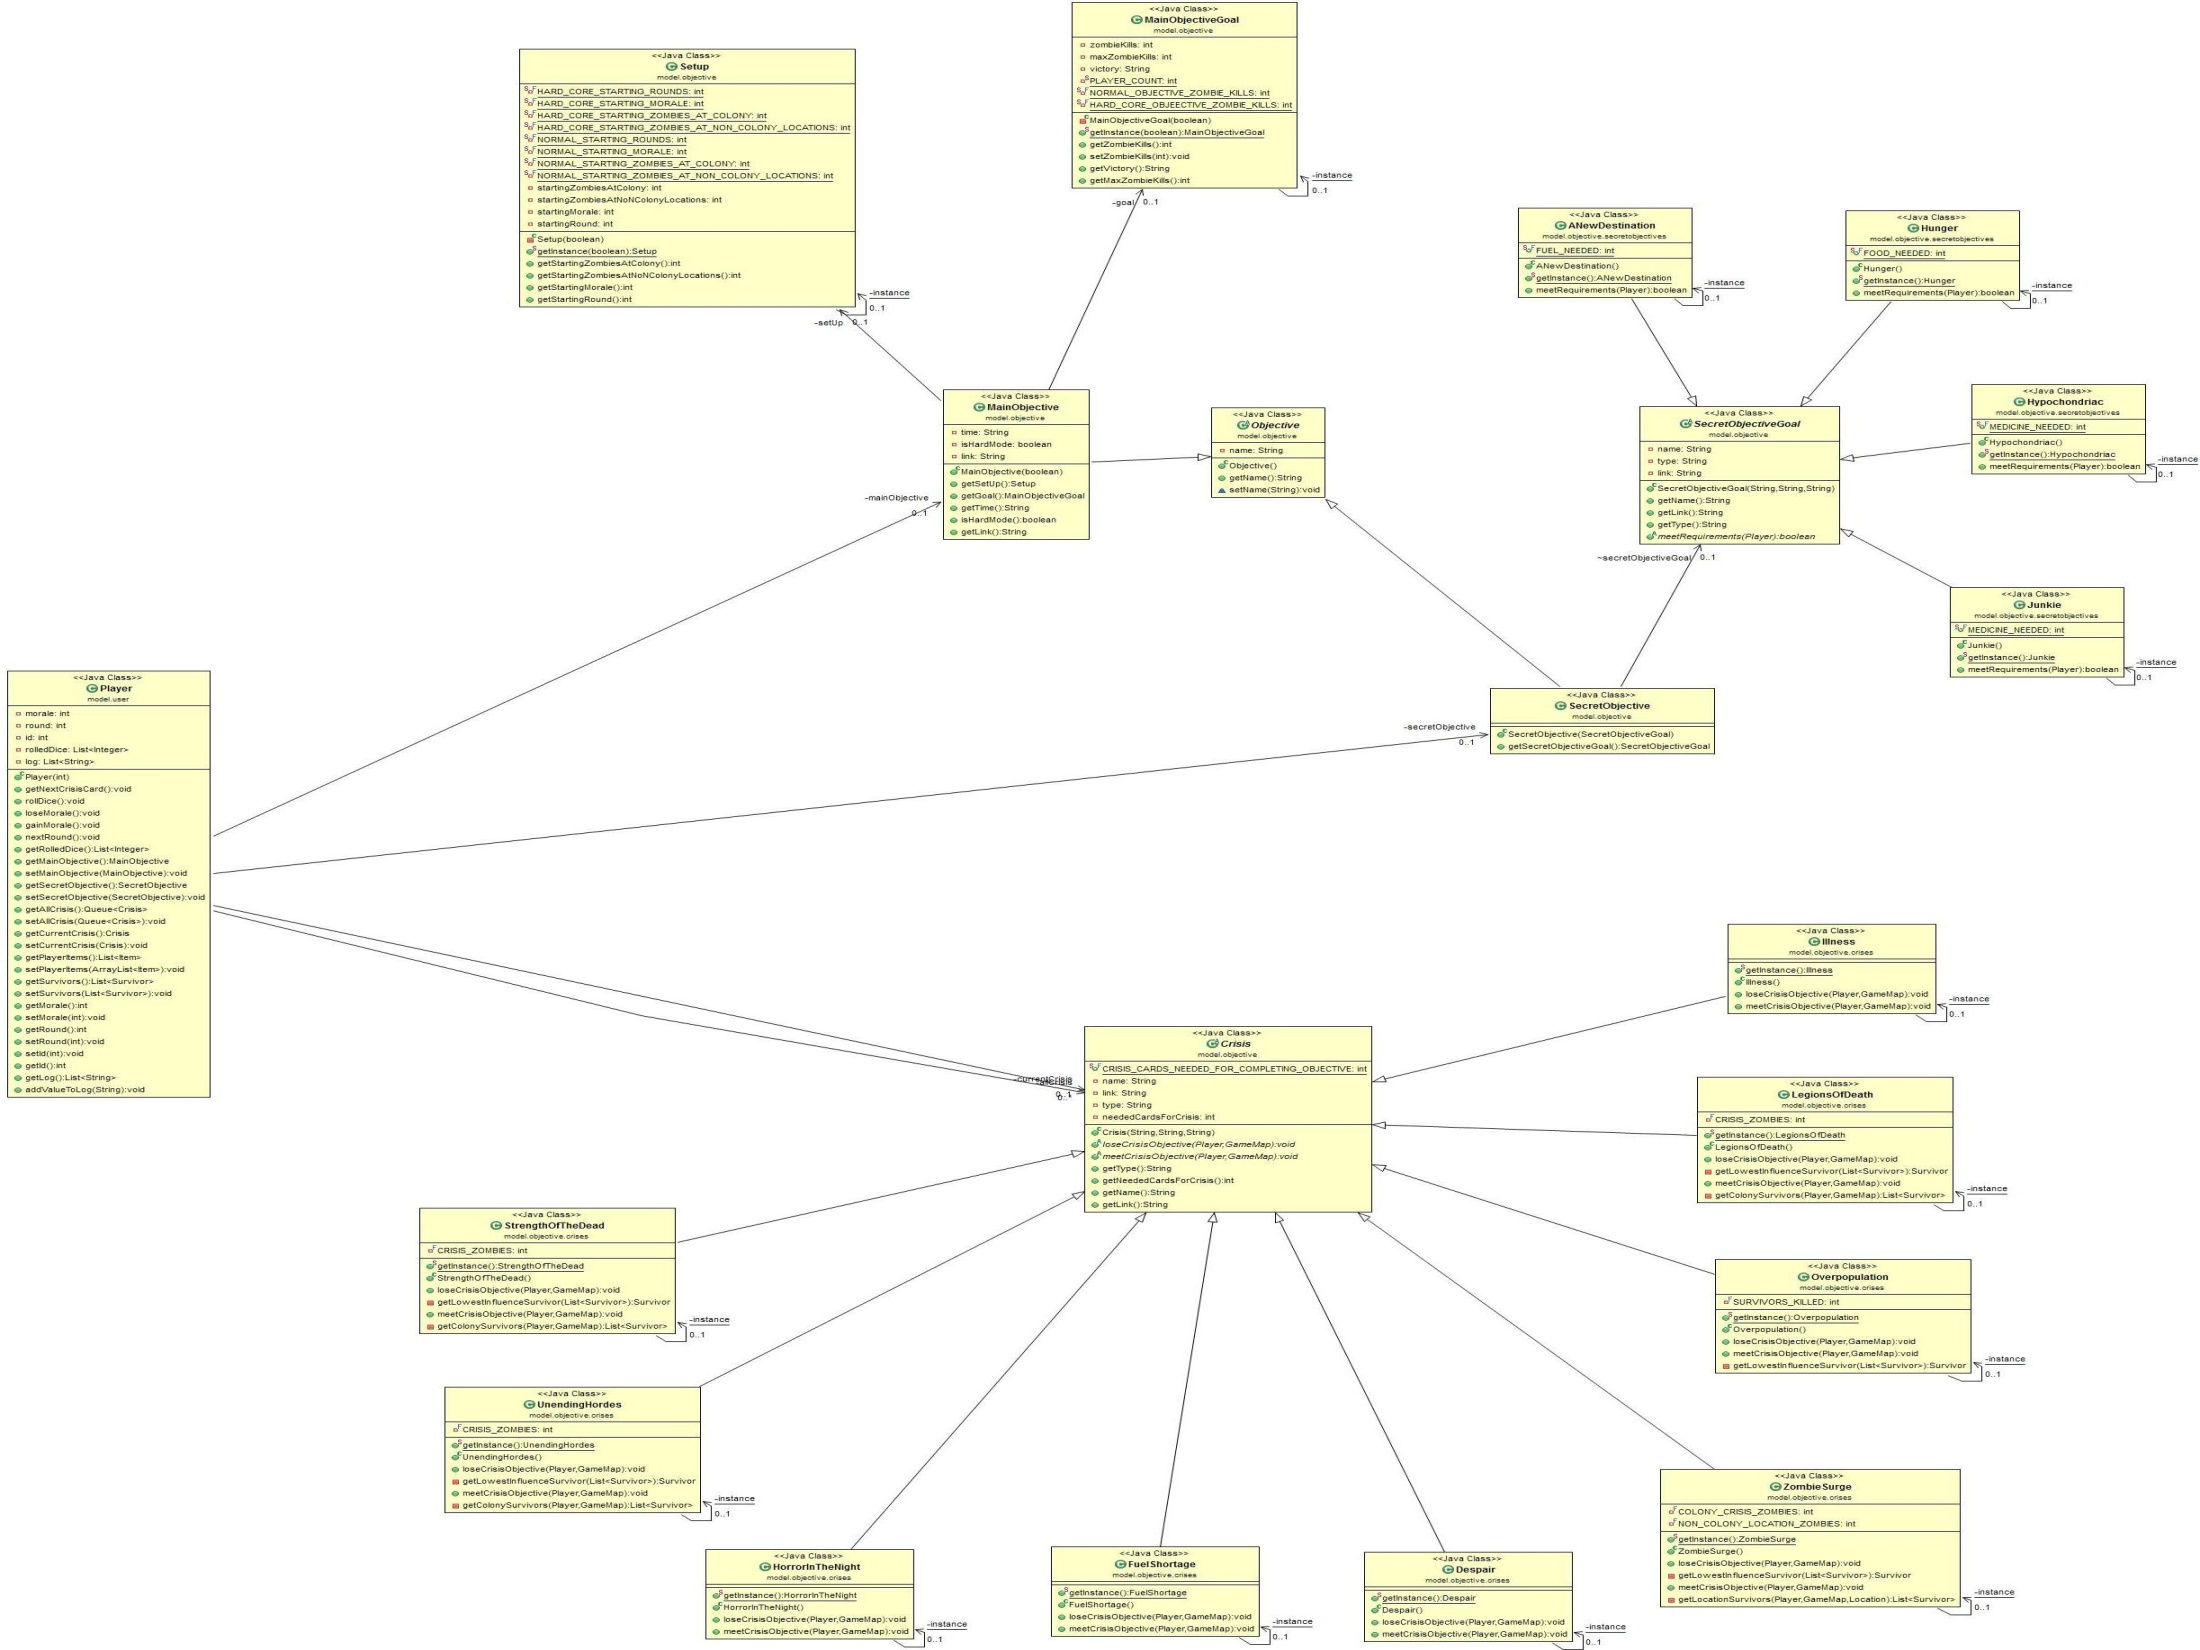 <<Java Class>>
MainObjectiveGoal
model.objective
zombieKills: int
maxZombieKills: int
victory: String
PLAYER_COUNT: int
NORMAL_OBJECTIVE_ZOMBIE_KILLS: int
HARD_CORE_OBJEECTIVE_ZOMBIE_KILLS: int
MainObjectiveGoal(boolean)
getInstance(boolean):MainObjectiveGoal
getZombieKills():int
setZombieKills(int):void
getVictory():String
getMaxZombieKills():int
-instance
0..1
-goal
0..1
<<Java Class>>
Setup
model.objective
HARD_CORE_STARTING_ROUNDS: int
HARD_CORE_STARTING_MORALE: int
HARD_CORE_STARTING_ZOMBIES_AT_COLONY: int
HARD_CORE_STARTING_ZOMBIES_AT_NON_COLONY_LOCATIONS: int
NORMAL_STARTING_ROUNDS: int
NORMAL_STARTING_MORALE: int
NORMAL_STARTING_ZOMBIES_AT_COLONY: int
NORMAL_STARTING_ZOMBIES_AT_NON_COLONY_LOCATIONS: int
startingZombiesAtColony: int
startingZombiesAtNoNColonyLocations: int
startingMorale: int
startingRound: int
Setup(boolean)
getInstance(boolean):Setup
getStartingZombiesAtColony():int
getStartingZombiesAtNoNColonyLocations():int
getStartingMorale():int
getStartingRound():int
-instance
0..1
-setUp
0..1
<<Java Class>>
ANewDestination
model.objective.secretobjectives
FUEL_NEEDED: int
ANewDestination()
getInstance():ANewDestination
meetRequirements(Player):boolean
-instance
0..1
<<Java Class>>
Hunger
model.objective.secretobjectives
FOOD_NEEDED: int
Hunger()
getInstance():Hunger
meetRequirements(Player):boolean
-instance
0..1
<<Java Class>>
MainObjective
model.objective
time: String
isHardMode: boolean
link: String
MainObjective(boolean)
getSetUp():Setup
getGoal():MainObjectiveGoal
getTime():String
isHardMode():boolean
getLink():String
-mainObjective
0..1
<<Java Class>>
Objective
model.objective
name: String
Objective()
getName():String
setName(String):void
<<Java Class>>
SecretObjectiveGoal
model.objective
name: String
type: String
link: String
SecretObjectiveGoal(String,String,String)
getName():String
getLink():String
getType():String
meetRequirements(Player):boolean
~secretObjectiveGoal
0..1
<<Java Class>>
Hypochondriac
model.objective.secretobjectives
MEDICINE_NEEDED: int
Hypochondriac()
getInstance():Hypochondriac
meetRequirements(Player):boolean
-instance
0..1
<<Java Class>>
Junkie
model.objective.secretobjectives
MEDICINE_NEEDED: int
Junkie()
getInstance():Junkie
meetRequirements(Player):boolean
-instance
0..1
<<Java Class>>
Player
model.user
morale: int
round: int
id: int
rolledDice: List<Integer>
log: List<String>
Player(int)
getNextCrisisCard():void
rollDice():void
loseMorale():void
gainMorale():void
nextRound():void
getRolledDice():List<Integer>
getMainObjective():MainObjective
setMainObjective(MainObjective):void
getSecretObjective():SecretObjective
setSecretObjective(SecretObjective):void
getAllCrisis():Queue<Crisis>
setAllCrisis(Queue<Crisis>):void
getCurrentCrisis():Crisis
setCurrentCrisis(Crisis):void
getPlayerItems():List<Item>
setPlayerItems(ArrayList<Item>):void
getSurvivors():List<Survivor>
setSurvivors(List<Survivor>):void
getMorale():int
setMorale(int):void
getRound():int
setRound(int):void
setId(int):void
getId():int
getLog():List<String>
addValueToLog(String):void
<<Java Class>>
SecretObjective
model.objective
SecretObjective(SecretObjectiveGoal)
getSecretObjectiveGoal():SecretObjectiveGoal
-secretObjective
0..1
<<Java Class>>
Illness
model.objective.crises
getInstance():Illness
Illness()
loseCrisisObjective(Player,GameMap):void
meetCrisisObjective(Player,GameMap):void
-instance
0..1
<<Java Class>>
Crisis
model.objective
CRISIS_CARDS_NEEDED_FOR_COMPLETING_OBJECTIVE: int
name: String
link: String
type: String
neededCardsForCrisis: int
Crisis(String,String,String)
loseCrisisObjective(Player,GameMap):void
meetCrisisObjective(Player,GameMap):void
getType():String
getNeededCardsForCrisis():int
getName():String
getLink():String
-currentCrisis
0..1
<<Java Class>>
LegionsOfDeath
model.objective.crises
CRISIS_ZOMBIES: int
getInstance():LegionsOfDeath
LegionsOfDeath()
loseCrisisObjective(Player,GameMap):void
getLowestInfluenceSurvivor(List<Survivor>):Survivor
meetCrisisObjective(Player,GameMap):void
getColonySurvivors(Player,GameMap):List<Survivor>
-instance
0..1
<<Java Class>>
StrengthOfTheDead
model.objective.crises
CRISIS_ZOMBIES: int
getInstance():StrengthOfTheDead
StrengthOfTheDead()
loseCrisisObjective(Player,GameMap):void
getLowestInfluenceSurvivor(List<Survivor>):Survivor
meetCrisisObjective(Player,GameMap):void
getColonySurvivors(Player,GameMap):List<Survivor>
-instance
0..1
<<Java Class>>
Overpopulation
model.objective.crises
SURVIVORS_KILLED: int
getInstance():Overpopulation
Overpopulation()
loseCrisisObjective(Player,GameMap):void
meetCrisisObjective(Player,GameMap):void
getLowestInfluenceSurvivor(List<Survivor>):Survivor
-instance
0..1
<<Java Class>>
UnendingHordes
model.objective.crises
CRISIS_ZOMBIES: int
getInstance():UnendingHordes
UnendingHordes()
loseCrisisObjective(Player,GameMap):void
getLowestInfluenceSurvivor(List<Survivor>):Survivor
meetCrisisObjective(Player,GameMap):void
getColonySurvivors(Player,GameMap):List<Survivor>
-instance
0..1
<<Java Class>>
ZombieSurge
model.objective.crises
COLONY_CRISIS_ZOMBIES: int
NON_COLONY_LOCATION_ZOMBIES: int
getInstance():ZombieSurge
ZombieSurge()
loseCrisisObjective(Player,GameMap):void
getLowestInfluenceSurvivor(List<Survivor>):Survivor
meetCrisisObjective(Player,GameMap):void
getLocationSurvivors(Player,GameMap,Location):List<Survivor>
-instance
0..1
<<Java Class>>
HorrorInTheNight
model.objective.crises
getInstance():HorrorInTheNight
HorrorInTheNight()
loseCrisisObjective(Player,GameMap):void
meetCrisisObjective(Player,GameMap):void
-instance
0..1
<<Java Class>>
FuelShortage
model.objective.crises
getInstance():FuelShortage
FuelShortage()
loseCrisisObjective(Player,GameMap):void
meetCrisisObjective(Player,GameMap):void
-instance
0..1
<<Java Class>>
Despair
model.objective.crises
getInstance():Despair
Despair()
loseCrisisObjective(Player,GameMap):void
meetCrisisObjective(Player,GameMap):void
-instance
0..1